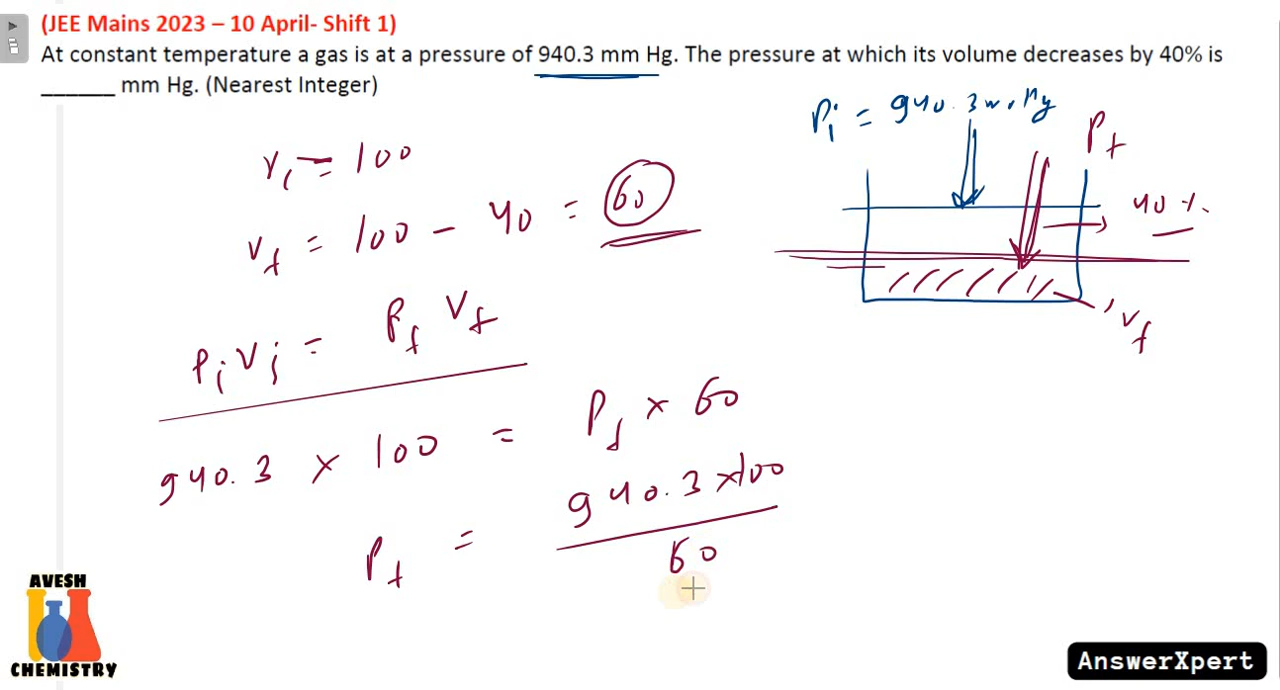 (JEE Mains 2023 – 10 April- Shift 1)
At constant temperature a gas is at a pressure of 940.3 mm Hg. The pressure at which its volume decreases by 40% is
______ mm Hg. (Nearest Integer)
Pi = 940.3 m.Hg
Pf
Vi = 100
40 %
Vf = 100 - 40 = 60
Vf
PiVi = Pf Vf
940.3 × 100 = Pf × 60
Pf = 940.3 × 100
60
AVESH
CHEMISTRY
AnswerXpert